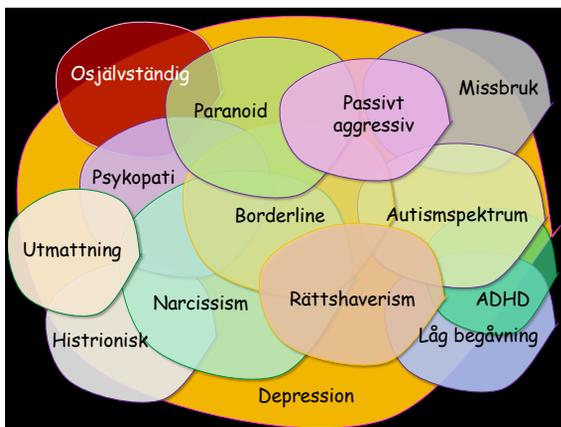 Osjälvständig
Missbruk
Paranoid
Passivt
aggressiv
Psykopati
Borderline
Autismspektrum
Utmattning
Narcissism
Rättshaverism
ADHD
Histrionisk
Låg begåvning
Depression